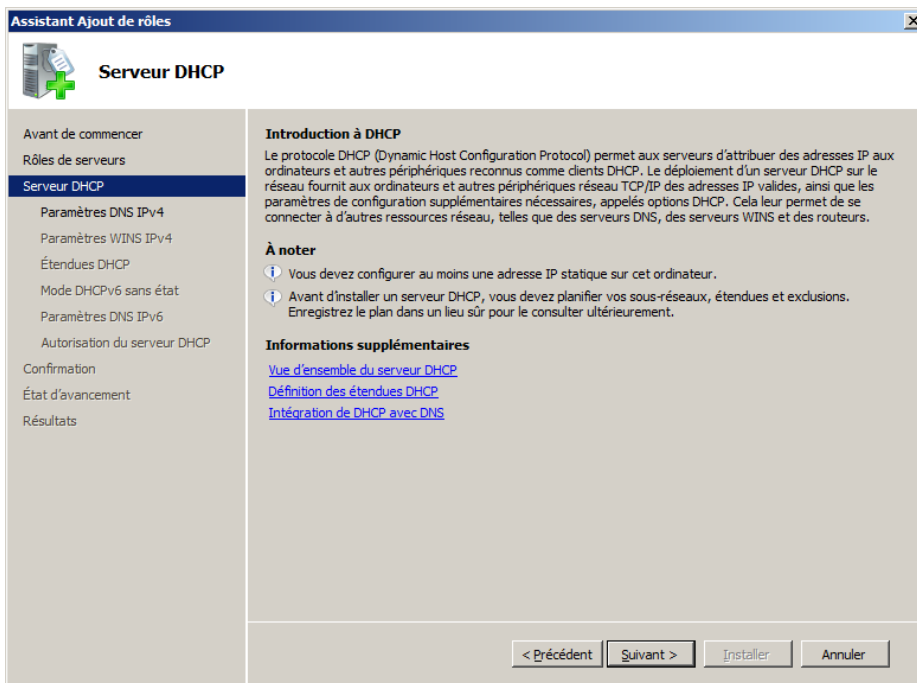 Assistant Ajout de rôles
Serveur DHCP
Avant de commencer
Rôles de serveurs
Serveur DHCP
Paramètres DNS IPv4
Paramètres WINS IPv4
Étendues DHCP
Mode DHCPv6 sans état
Paramètres DNS IPv6
Autorisation du serveur DHCP
Confirmation
État d'avancement
Résultats
Introduction à DHCP
Le protocole DHCP (Dynamic Host Configuration Protocol) permet aux serveurs d'attribuer des adresses IP aux
ordinateurs et autres périphériques reconnus comme clients DHCP. Le déploiement d'un serveur DHCP sur le
réseau fournit aux ordinateurs et autres périphériques réseau TCP/IP des adresses IP valides, ainsi que les
paramètres de configuration supplémentaires nécessaires, appelés options DHCP. Cela leur permet de se
connecter à d'autres ressources réseau, telles que des serveurs DNS, des serveurs WINS et des routeurs.
À noter
Vous devez configurer au moins une adresse IP statique sur cet ordinateur.
Avant d'installer un serveur DHCP, vous devez planifier vos sous-réseaux, étendues et exclusions.
Enregistrez le plan dans un lieu sûr pour le consulter ultérieurement.
Informations supplémentaires
Vue d'ensemble du serveur DHCP
Définition des étendues DHCP
Intégration de DHCP avec DNS
< Précédent
Suivant >
Installer
Annuler